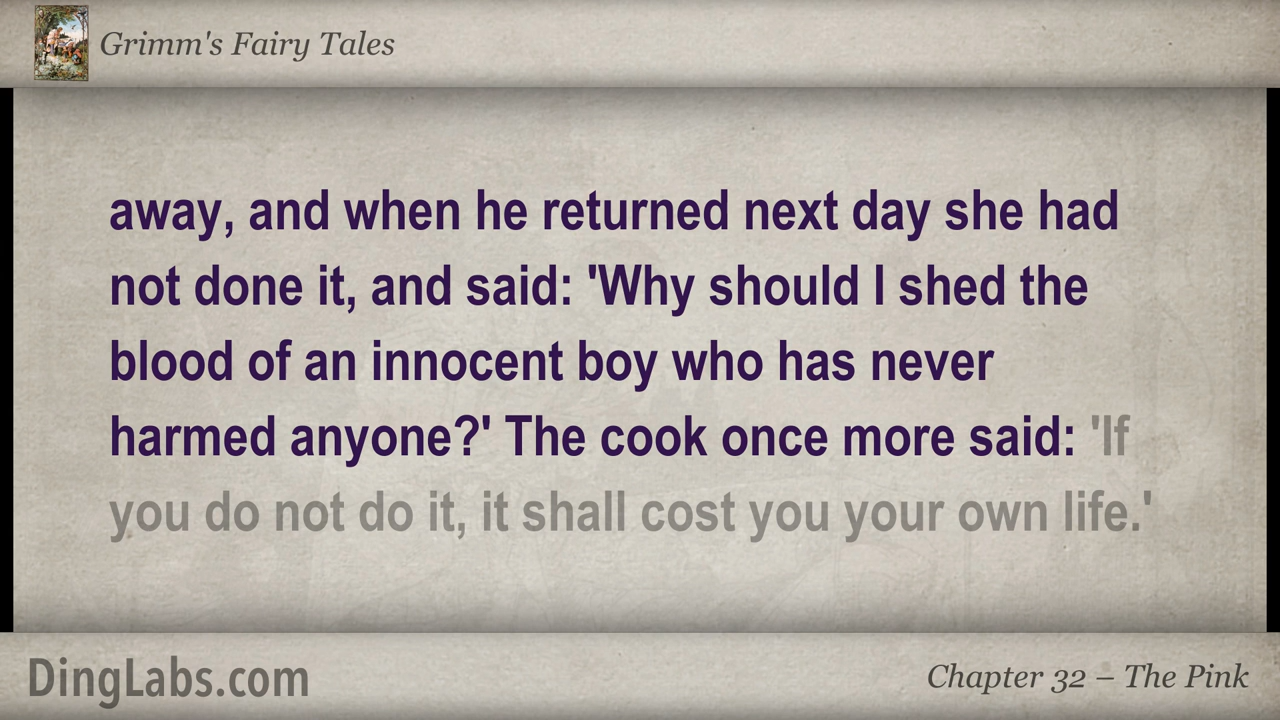 Grimm's Fairy Tales
away, and when he returned next day she had
not done it, and said: 'Why should I shed the
blood of an innocent boy who has never
harmed anyone?' The cook once more said: 'If
you do not do it, it shall cost you your own life.'
DingLabs.com
Chapter 32 – The Pink